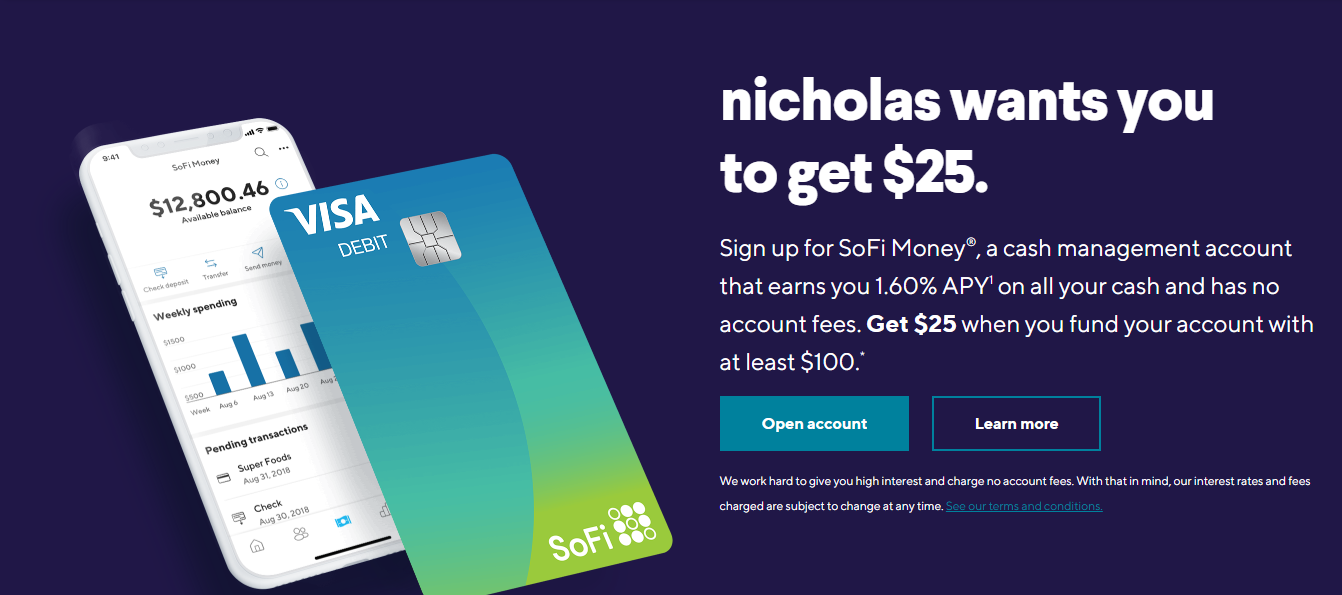 9:41
SoFi Money
$12,800.46
Available balance
Check deposit
Transfer
Send money
Weekly spending
$1500
$1000
$500
Week Aug 6 Aug 13 Aug 20 Aug
Pending transactions
Super Foods
Aug 31, 2018
Check
Aug 30, 2018
VISA
DEBIT
SoFi
nicholas wants you
to get $25.
Sign up for SoFi Money®, a cash management account
that earns you 1.60% APY¹ on all your cash and has no
account fees. Get $25 when you fund your account with
at least $100.*
Open account
Learn more
We work hard to give you high interest and charge no account fees. With that in mind, our interest rates and fees
charged are subject to change at any time. See our terms and conditions.